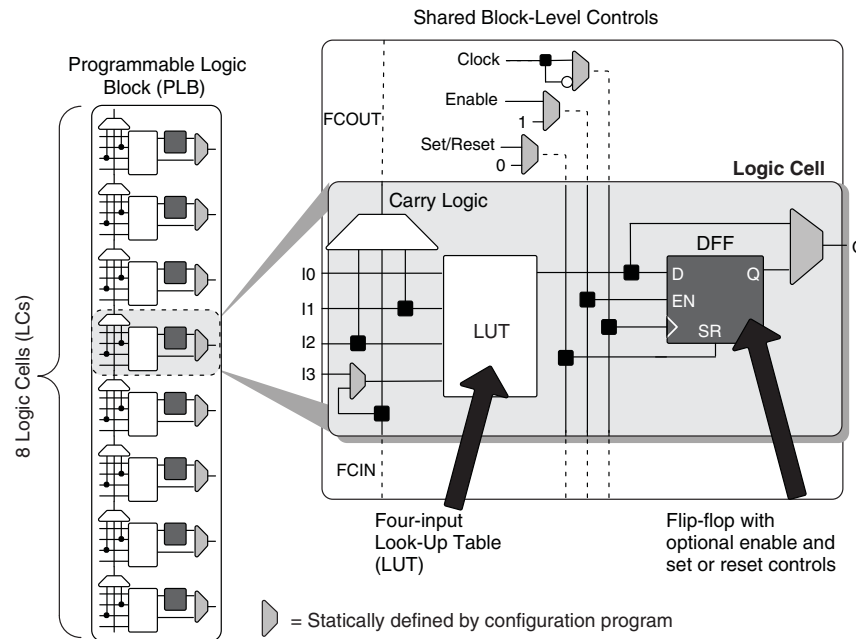 Shared Block-Level Controls
Programmable Logic
Block (PLB)
8 Logic Cells (LCs)
Clock
Enable
1
FCOUT
Set/Reset
0
Logic Cell
Carry Logic
DFF
I0
I1
I2
I3
LUT
D
Q
EN
SR
FCIN
Four-input
Look-Up Table
(LUT)
Flip-flop with
optional enable and
set or reset controls
= Statically defined by configuration program